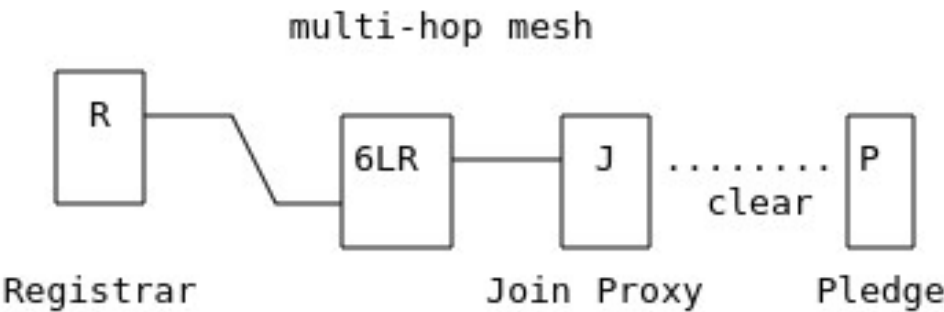 multi-hop mesh
R
6LR
J
........
P
clear
Registrar
Join Proxy
Pledge